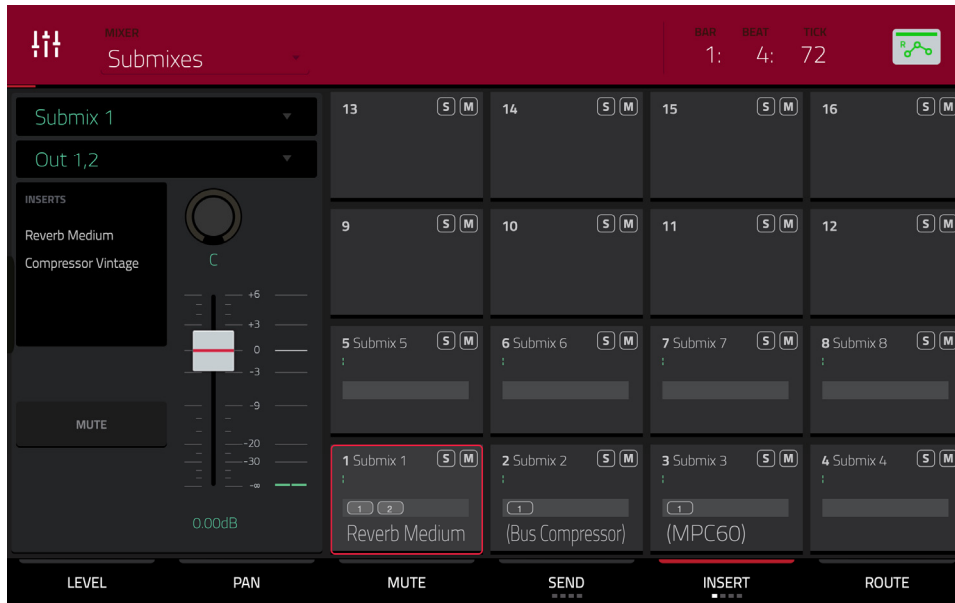 MIXER
Submixes
BAR BEAT TICK
1: 4: 72
R
Submix 1
Out 1,2
INSERTS
Reverb Medium
Compressor Vintage
C
+6
+3
0
-3
-9
-20
-30
-∞
MUTE
0.00dB
13 S M
14 S M
15 S M
16 S M
9 S M
10 S M
11 S M
12 S M
5 Submix 5 S M
6 Submix 6 S M
7 Submix 7 S M
8 Submix 8 S M
1 Submix 1 S M
1 2
Reverb Medium
2 Submix 2 S M
1
(Bus Compressor)
3 Submix 3 S M
1
(MPC60)
4 Submix 4 S M
LEVEL PAN MUTE SEND INSERT ROUTE